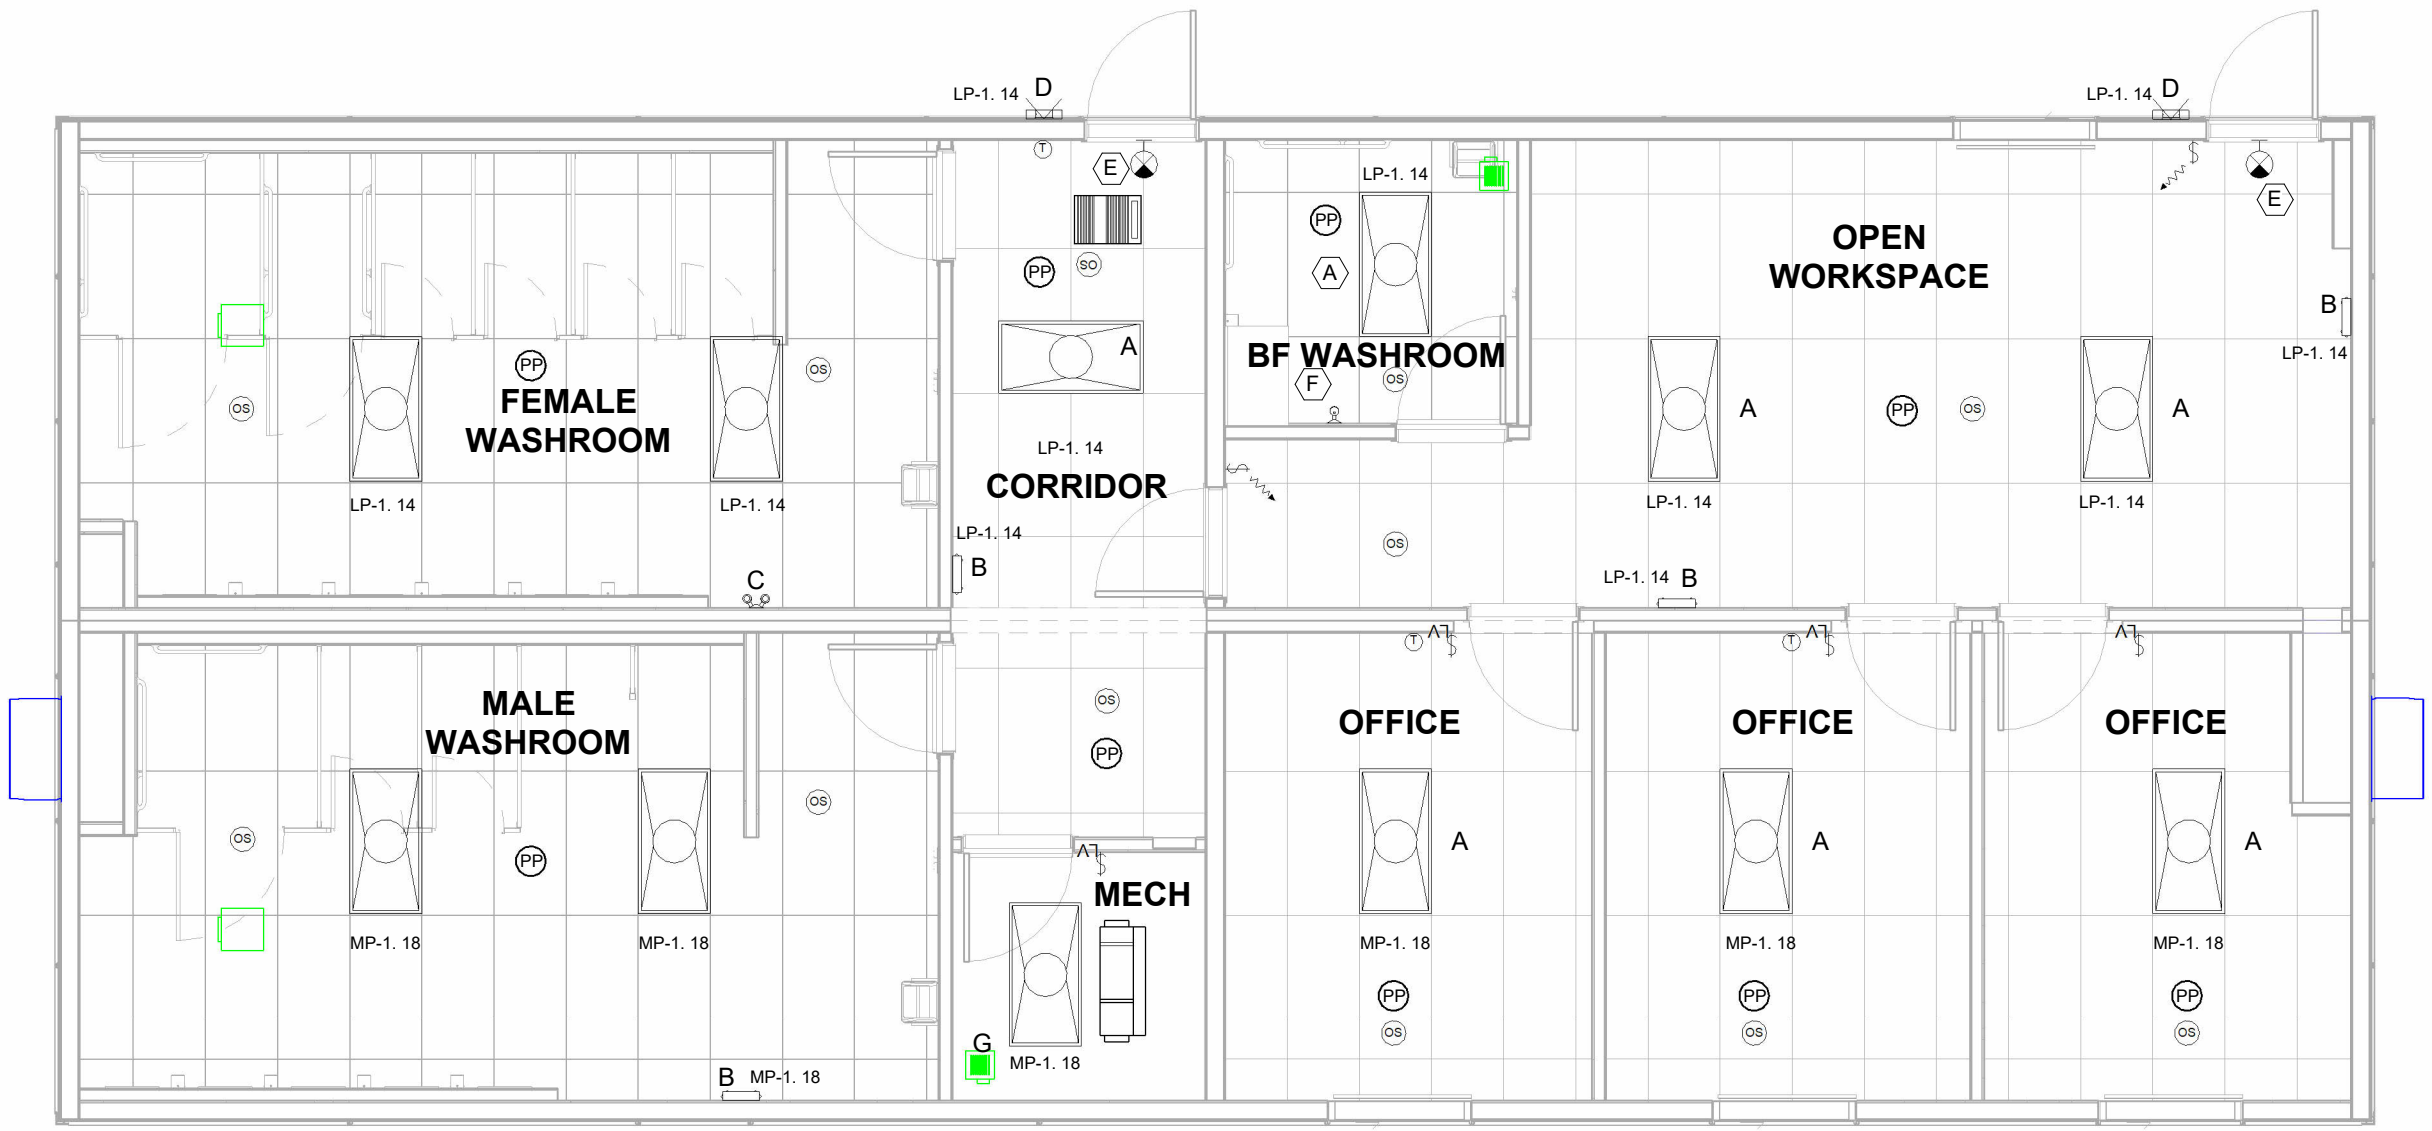 LP-1. 14 D
LP-1. 14 D
T
E
LP-1. 14
$
E
PP
A
PP
SO
OPEN
WORKSPACE
B
LP-1. 14
A
BF WASHROOM
F
OS
PP
OS
OS
FEMALE
WASHROOM
A
PP
OS
A
LP-1. 14
CORRIDOR
$
LP-1. 14
LP-1. 14
LP-1. 14
LP-1. 14
LP-1. 14
B
OS
C
LP-1. 14 B
T
LV
$
T
LV
$
LV
$
MALE
WASHROOM
OS
PP
OFFICE
OFFICE
OFFICE
OS
OS
PP
LV
$
MECH
A
A
A
MP-1. 18
MP-1. 18
MP-1. 18
MP-1. 18
MP-1. 18
PP
PP
PP
OS
OS
OS
G
MP-1. 18
B MP-1. 18